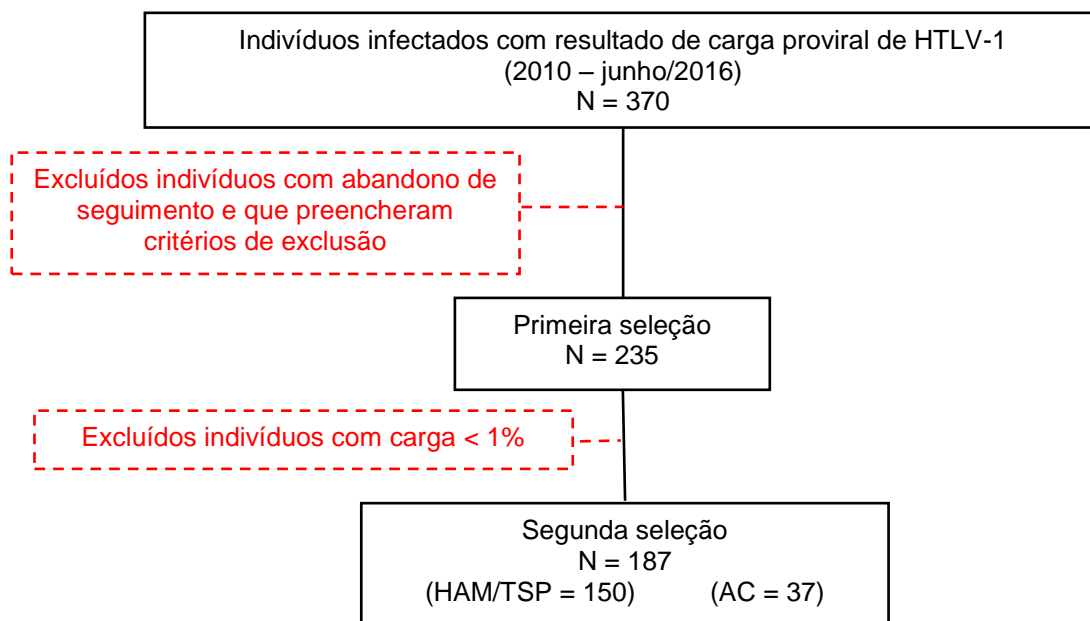 Indivíduos infectados com resultado de carga proviral de HTLV-1
(2010 – junho/2016)
N = 370
Excluídos indivíduos com abandono de
seguimento e que preencheram
critérios de exclusão
Primeira seleção
N = 235
Excluídos indivíduos com carga < 1%
Segunda seleção
N = 187
(HAM/TSP = 150) (AC = 37)